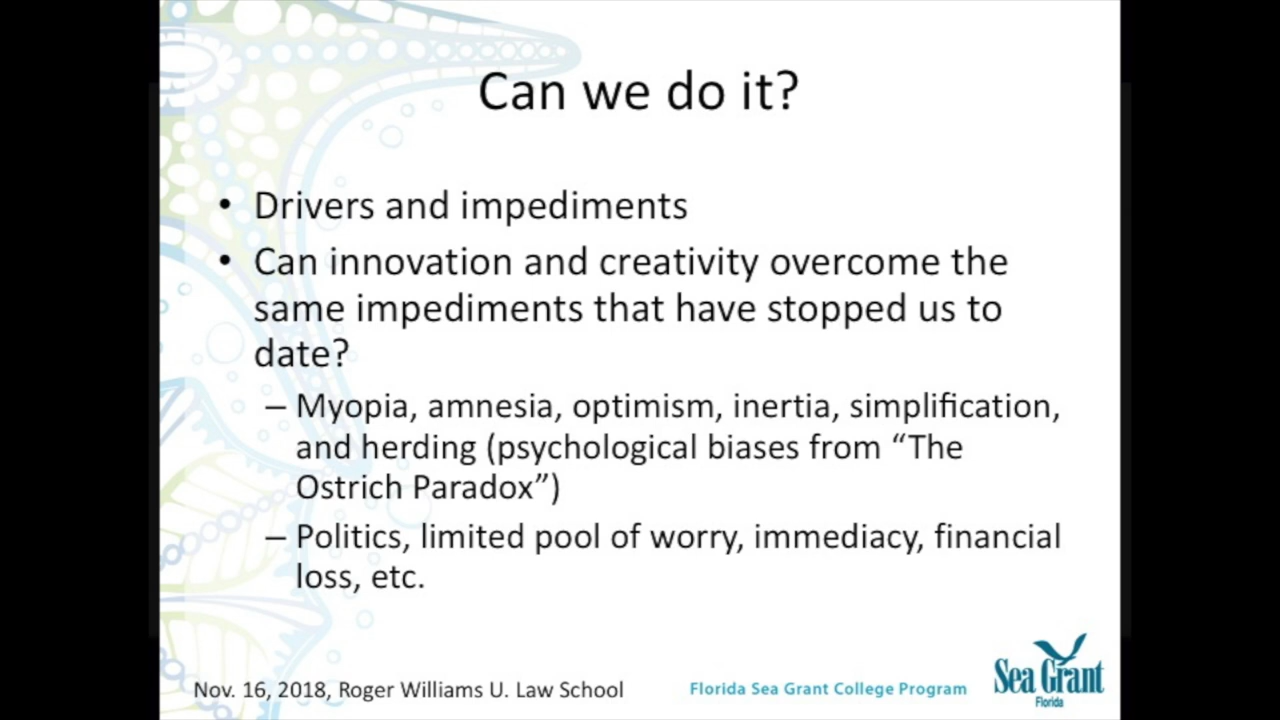 Can we do it?
• Drivers and impediments
• Can innovation and creativity overcome the
same impediments that have stopped us to
date?
– Myopia, amnesia, optimism, inertia, simplification,
and herding (psychological biases from “The
Ostrich Paradox”)
– Politics, limited pool of worry, immediacy, financial
loss, etc.
Nov. 16, 2018, Roger Williams U. Law School
Florida Sea Grant College Program
Sea Grant
Florida